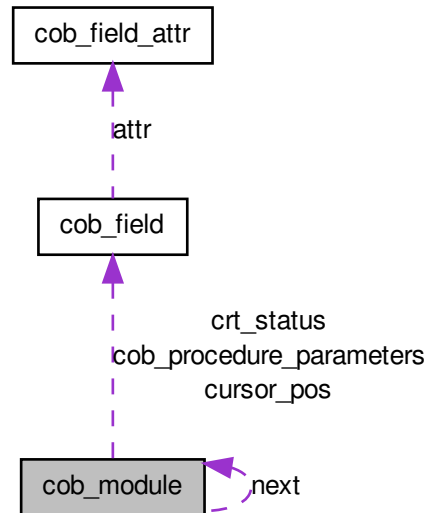 cob_field_attr
attr
cob_field
crt_status
cob_procedure_parameters
cursor_pos
cob_module
next